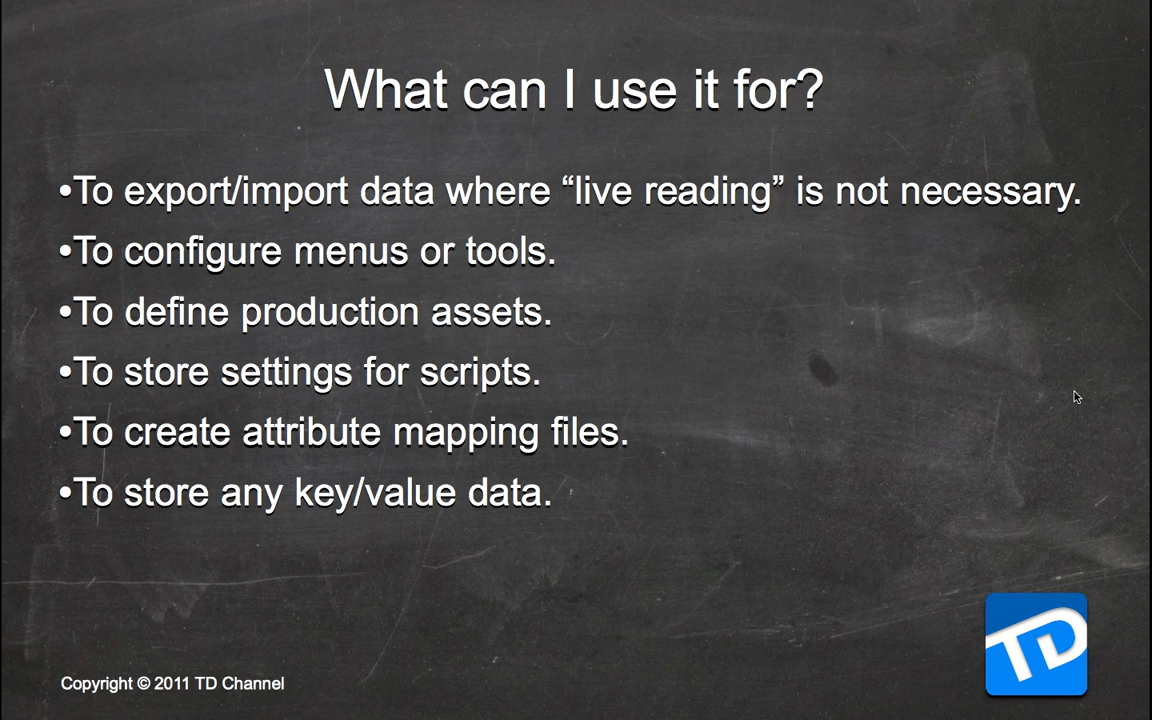 What can I use it for?
•To export/import data where “live reading” is not necessary.
•To configure menus or tools.
•To define production assets.
•To store settings for scripts.
•To create attribute mapping files.
•To store any key/value data.
TD
Copyright © 2011 TD Channel